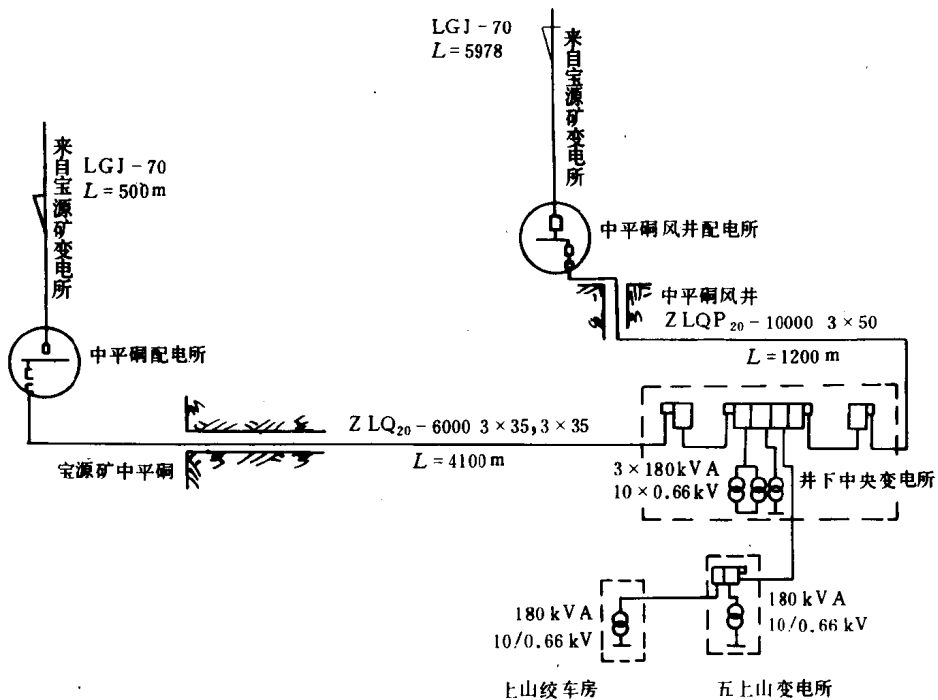 LGJ-70
L=5978
来自宝源矿变电所
来自宝源矿变电所
LGJ-70
L=500m
中平硐风井配电所
中平硐风井
ZLQP₂₀-10000 3×50
L=1200m
中平硐配电所
ZLQ₂₀-6000 3×35,3×35
L=4100m
宝源矿中平硐
3×180kVA
10×0.66kV
井下中央变电所
180kVA
10/0.66kV
180kVA
10/0.66kV
上山绞车房
五上山变电所